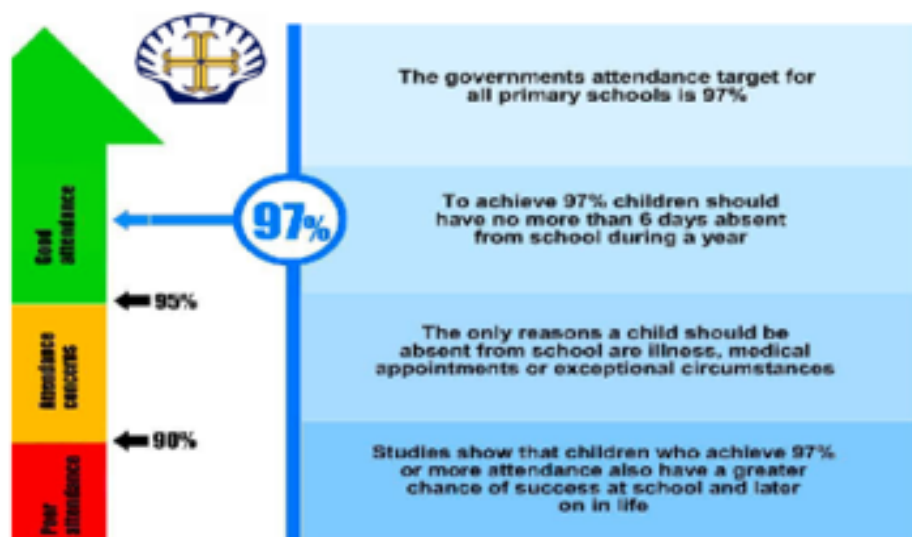 The governments attendance target for
all primary schools is 97%
97%
To achieve 97% children should
have no more than 6 days absent
from school during a year
Good
attendance
95%
The only reasons a child should be
absent from school are illness, medical
appointments or exceptional circumstances
Attendance
concerns
90%
Studies show that children who achieve 97%
or more attendance also have a greater
chance of success at school and later
on in life
Poor
attendance